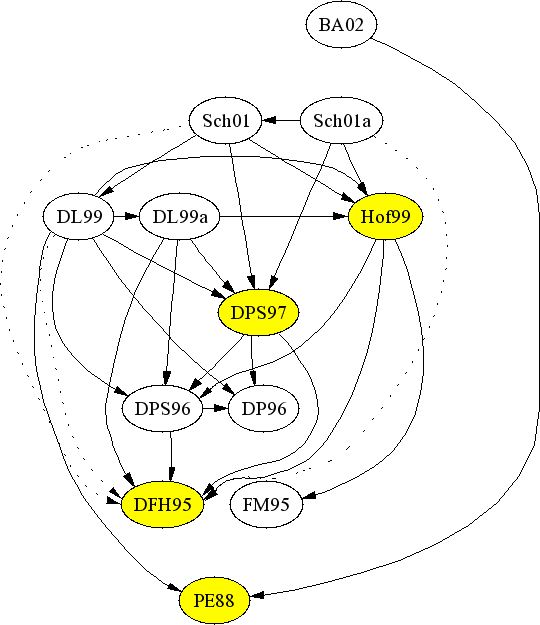 BA02
Sch01 Sch01a
DL99 DL99a Hof99
DPS97
DPS96 DP96
DFH95 FM95
PE88